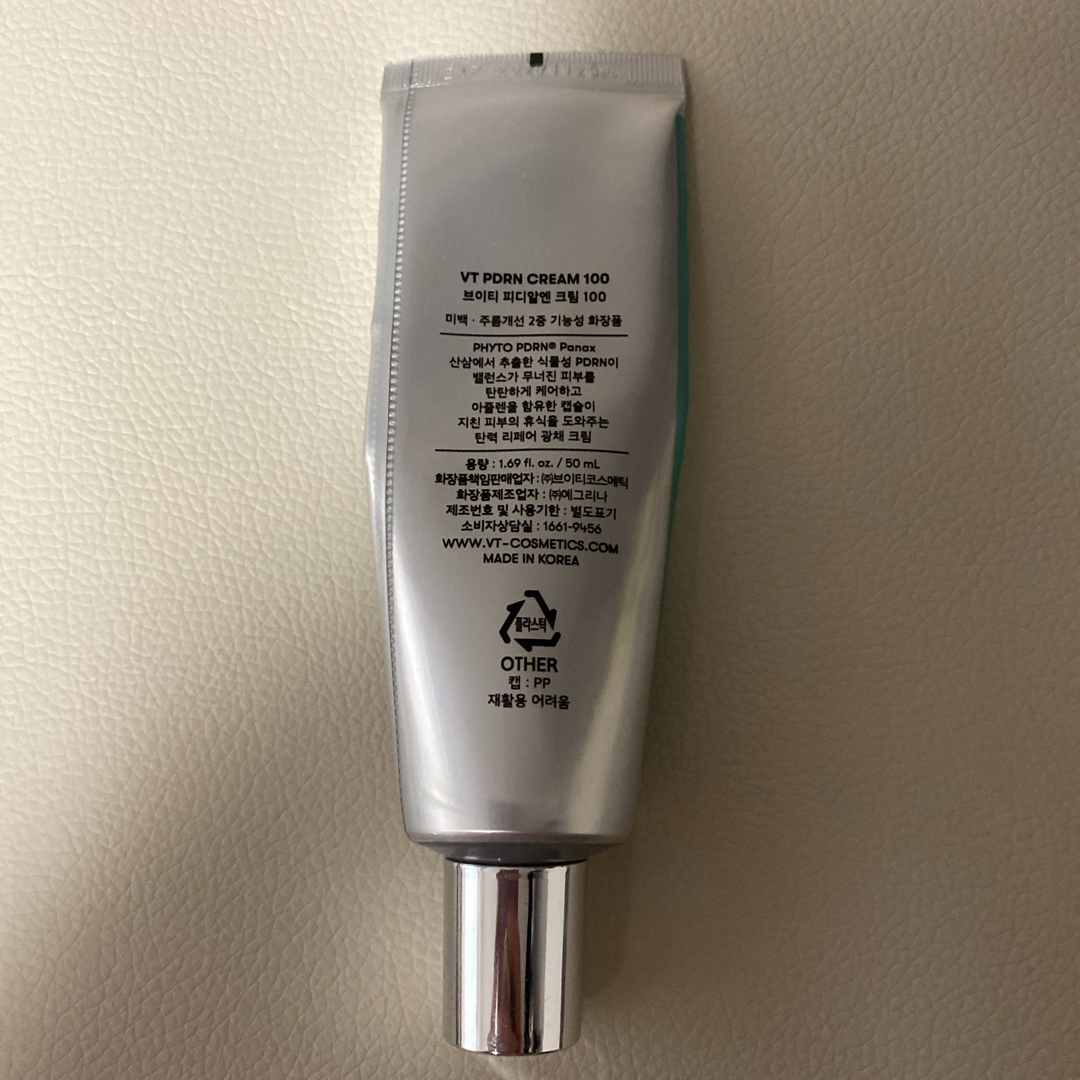 VT PDRN CREAM 100
브이티 피디알엔 크림 100
미백 · 주름개선 2중 기능성 화장품
PHYTO PDRN® Panax
산삼에서 추출한 식물성 PDRN이
밸런스가 무너진 피부를
탄탄하게 케어하고
아줄렌을 함유한 캡슐이
지친 피부의 휴식을 도와주는
탄력 리페어 광채 크림
용량 : 1.69 fl. oz. / 50 mL
화장품책임판매업자 : ㈜브이티코스메틱
화장품제조업자 : ㈜예그리나
제조번호 및 사용기한 : 별도표기
소비자상담실 : 1661-9456
WWW.VT-COSMETICS.COM
MADE IN KOREA
플라스틱
OTHER
캡 : PP
재활용 어려움